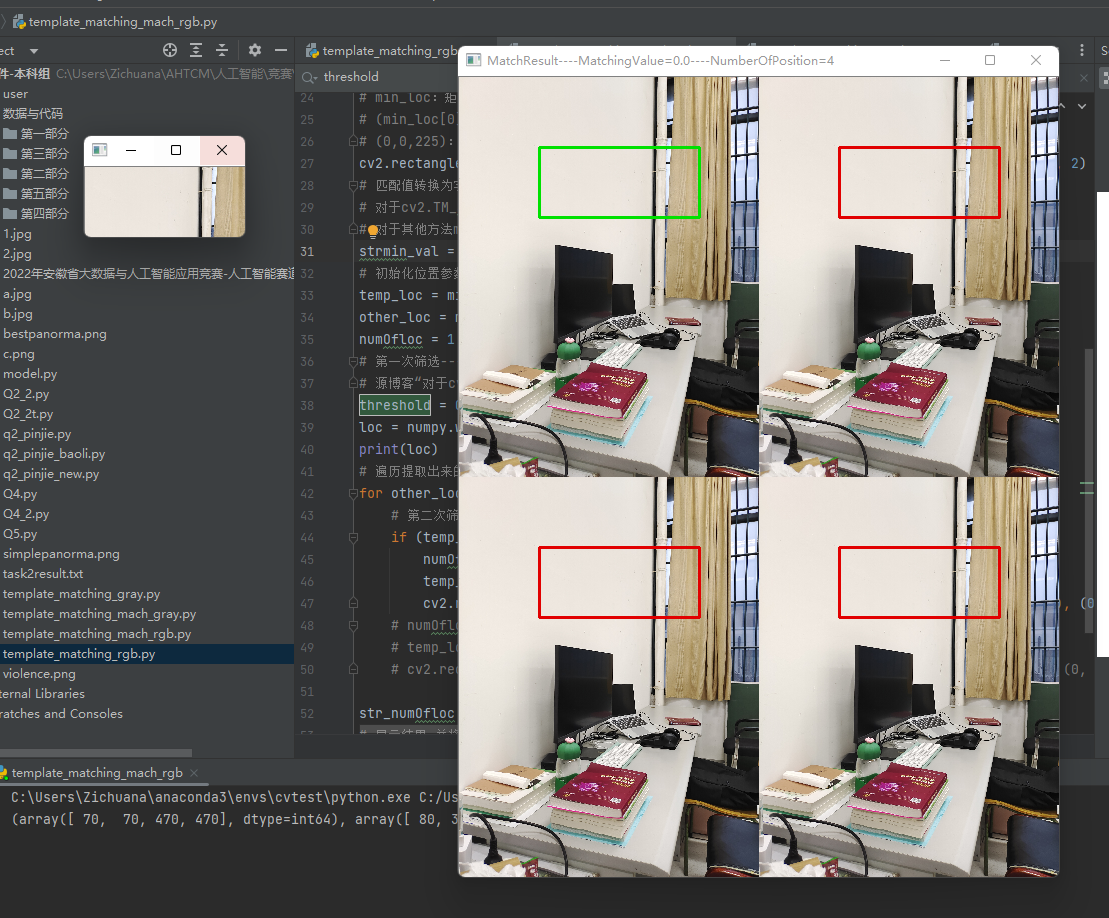 template_matching_mach_rgb.py
ect
template_matching_rgb
件-本科组 C:\Users\Zichuana\AHTCM\人工智能\竞赛
user
数据与代码
第一部分
第三部分
第二部分
第五部分
第四部分
1.jpg
2.jpg
2022年安徽省大数据与人工智能应用竞赛-人工智能赛道
a.jpg
b.jpg
bestpanorma.png
c.png
model.py
Q2_2.py
Q2_2t.py
q2_pinjie.py
q2_pinjie_baoli.py
q2_pinjie_new.py
Q4.py
Q4_2.py
Q5.py
simplepanorma.png
task2result.txt
template_matching_gray.py
template_matching_mach_gray.py
template_matching_mach_rgb.py
template_matching_rgb.py
violence.png
ternal Libraries
ratches and Consoles
threshold
24 # min_loc: 矩
25 # (min_loc[0
26 # (0,0,225):
27 cv2.rectangle 2)
28 # 匹配值转换为字
29 # 对于cv2.TM_
30 # 对于其他方法m
31 strmin_val =
32 # 初始化位置参数
33 temp_loc = mi
34 other_loc = m
35 numOfloc = 1
36 # 第一次筛选--
37 # 源博客“对于c
38 threshold =
39 loc = numpy.w
40 print(loc)
41 # 遍历提取出来的
42 for other_loc
43 # 第二次筛
44 if (temp_
45 numOf
46 temp_
47 cv2.r ), (0
48 # numOflo
49 # temp_lo
50 # cv2.rec (0,
51
52 str_numOfloc
MatchResult----MatchingValue=0.0----NumberOfPosition=4
template_matching_mach_rgb
C:\Users\Zichuana\anaconda3\envs\cvtest\python.exe C:/Us
(array([ 70, 70, 470, 470], dtype=int64), array([ 80, 3